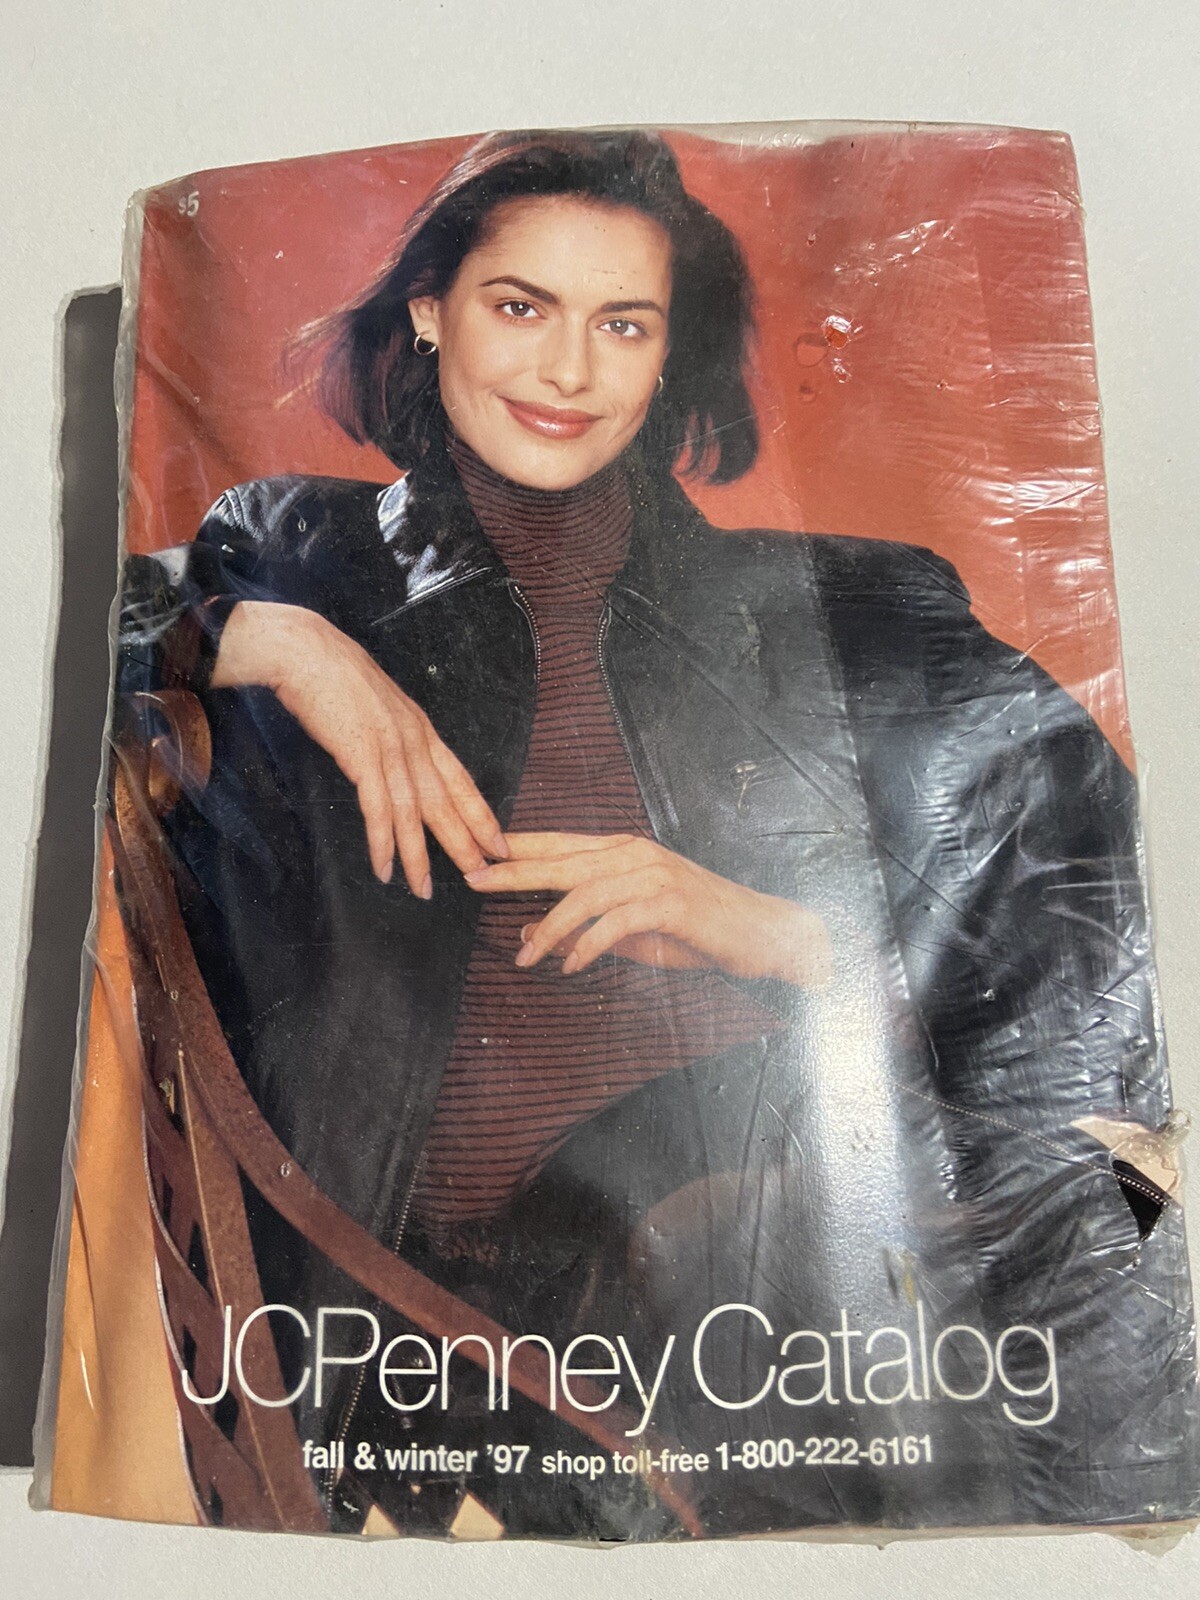 $5
JCPenney Catalog
fall & winter '97 shop toll-free 1-800-222-6161